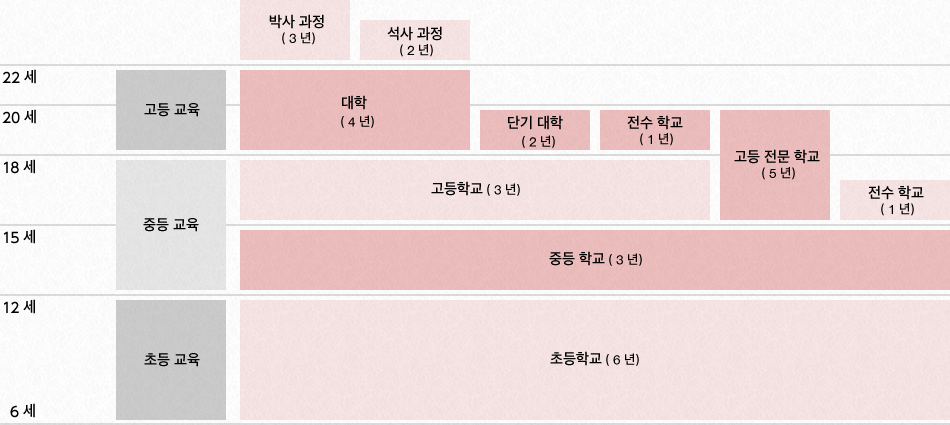 박사 과정
( 3 년)
석사 과정
( 2 년)
22 세
고등 교육
대학
( 4 년)
20 세
단기 대학
( 2 년)
전수 학교
( 1 년)
고등 전문 학교
( 5 년)
18 세
고등학교 ( 3 년)
전수 학교
( 1 년)
중등 교육
15 세
중등 학교 ( 3 년)
12 세
초등 교육
초등학교 ( 6 년)
6 세